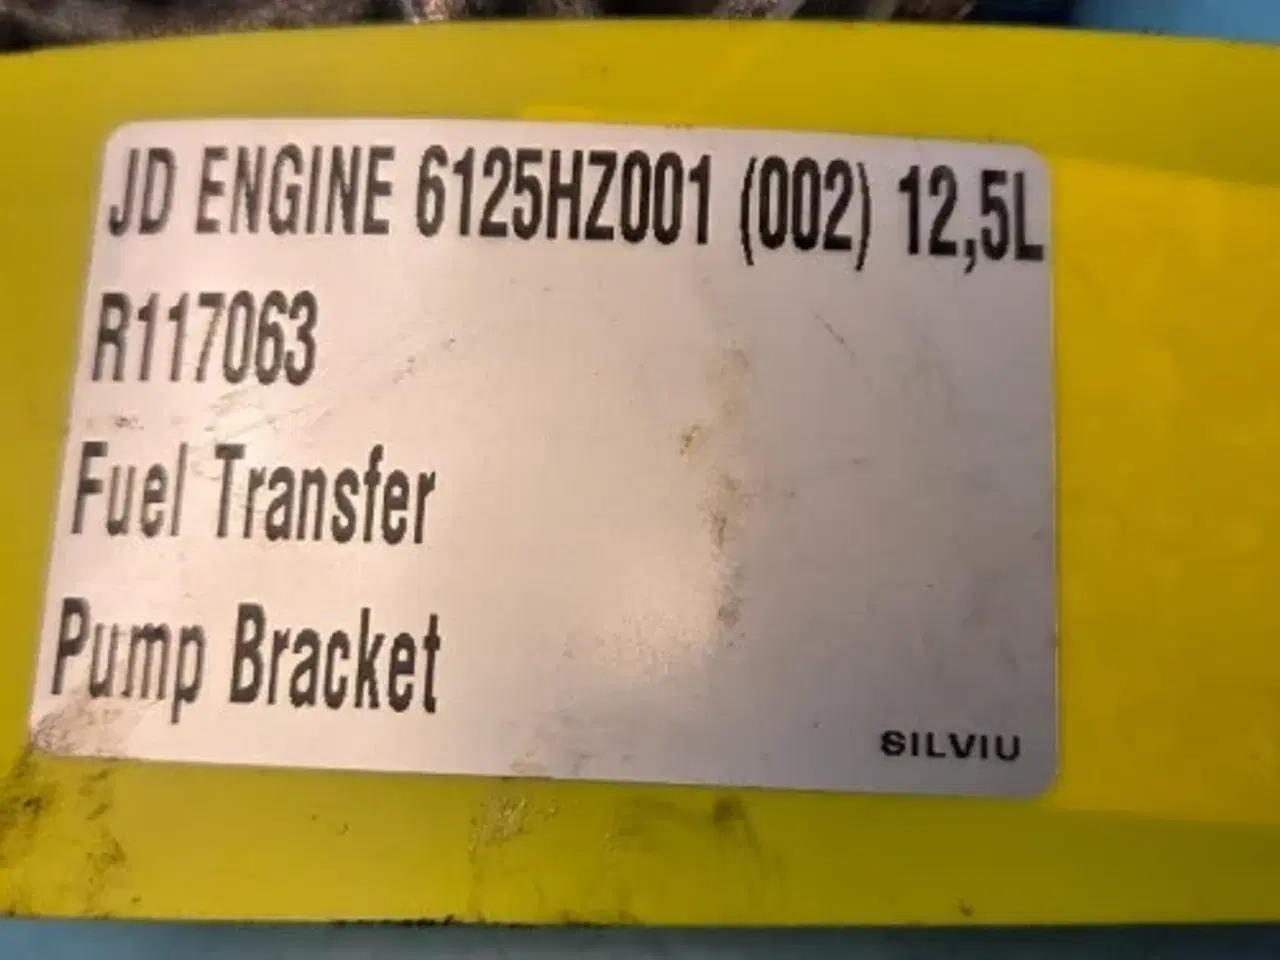 JD ENGINE 6125HZ001 (002) 12,5L
R117063
Fuel Transfer
Pump Bracket
SILVIU